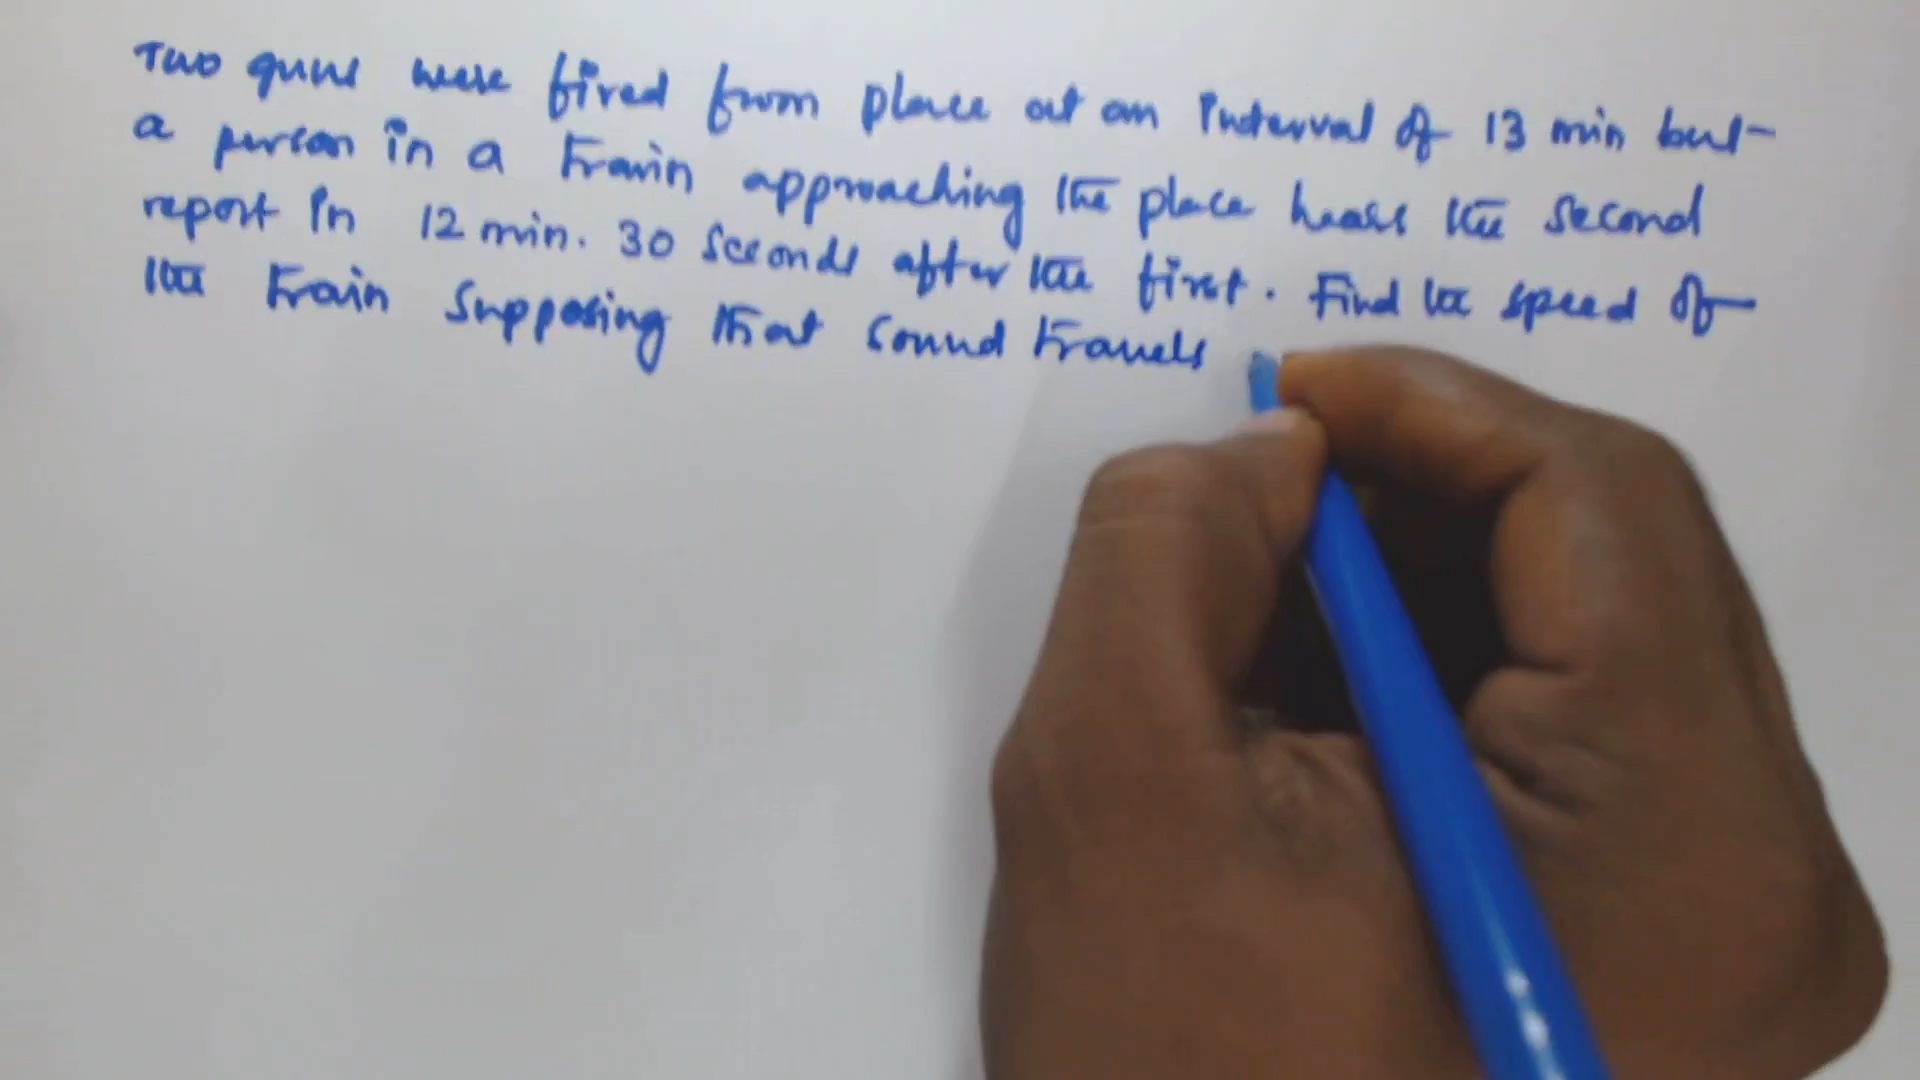 Two guns were fired from place at an interval of 13 min but
a person in a train approaching the place hears the second
report in 12 min. 30 seconds after the first. Find the speed of
the train supposing that sound travels